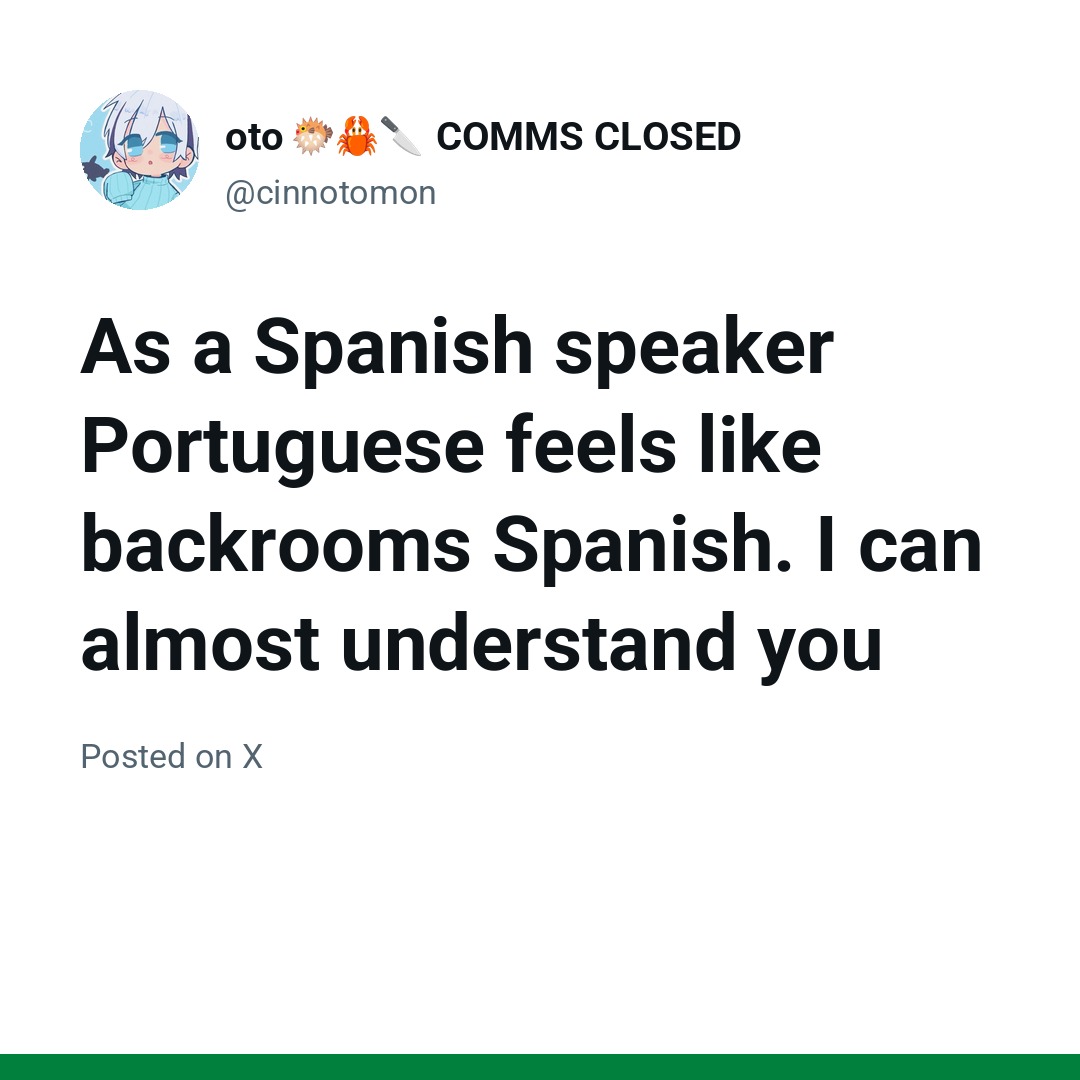 oto 🐡🦀🔪 COMMS CLOSED
@cinnotomon
As a Spanish speaker
Portuguese feels like
backrooms Spanish. I can
almost understand you
Posted on X